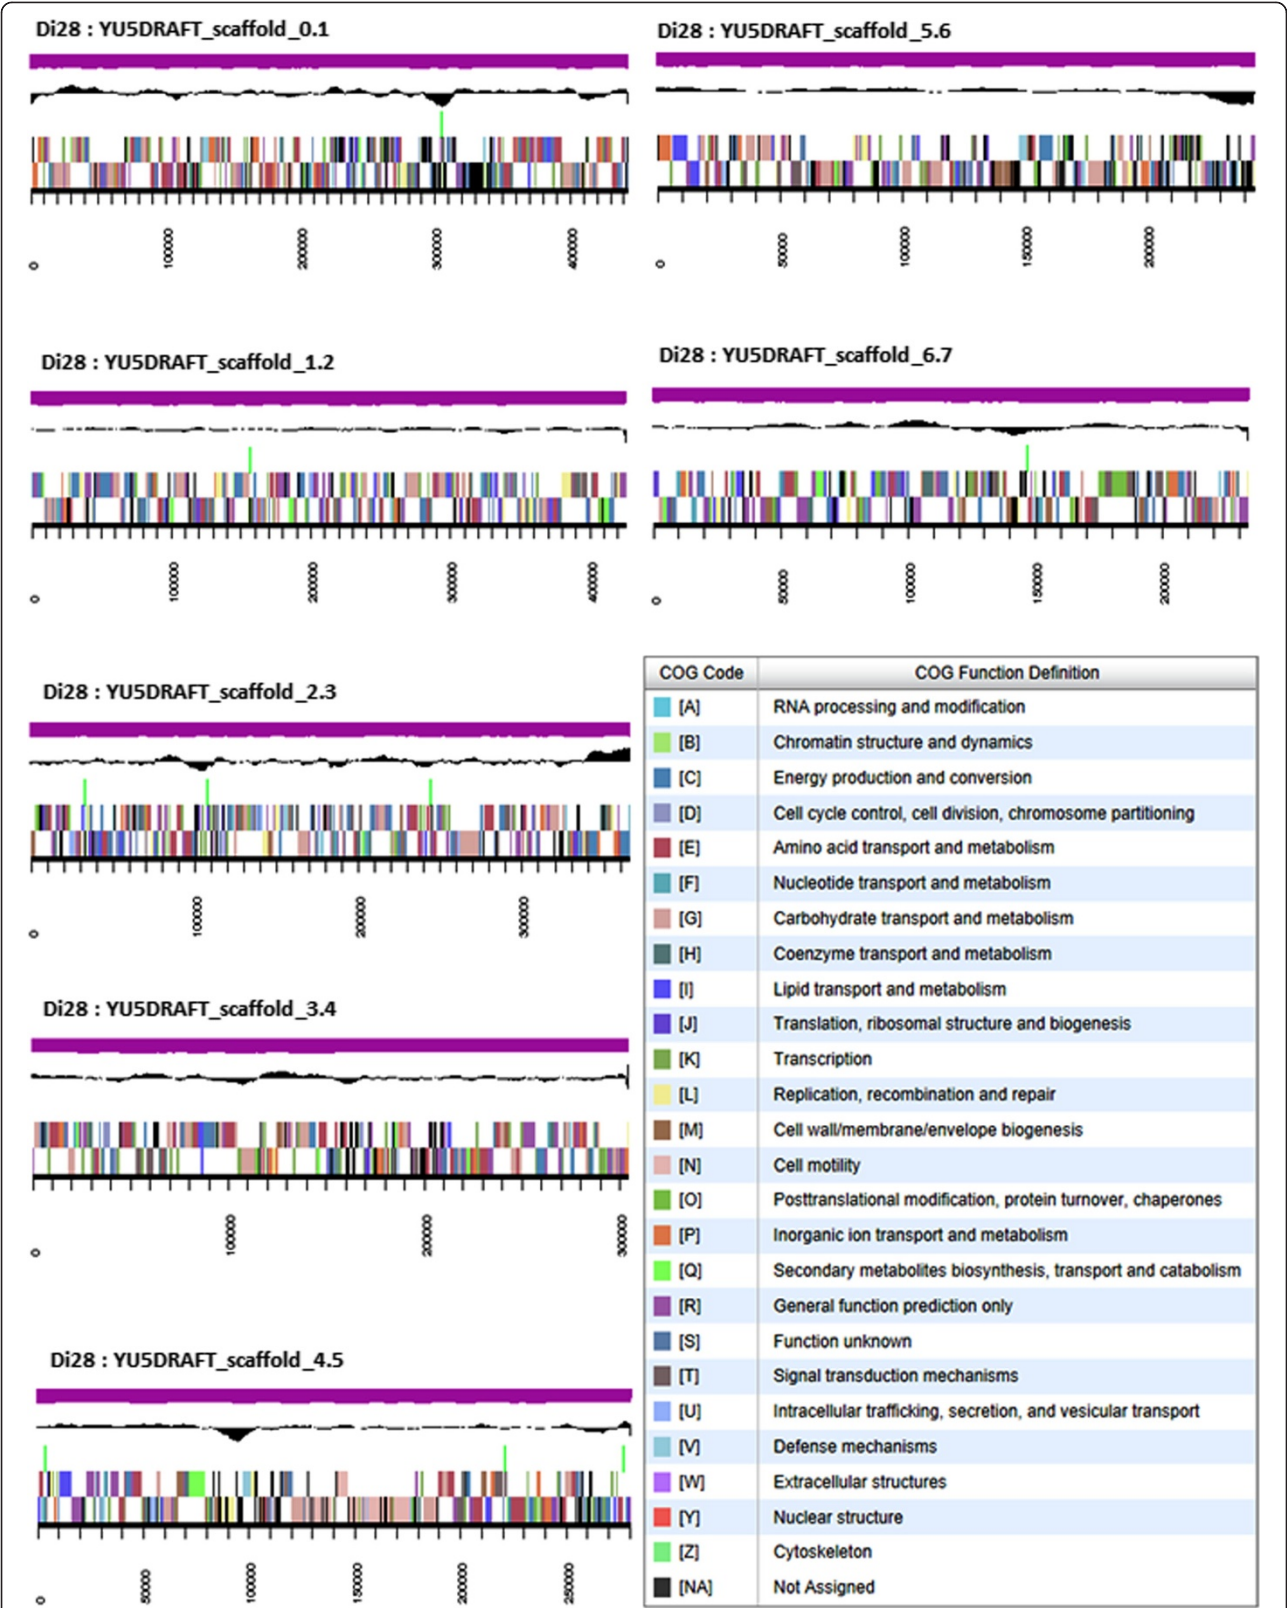 Di28 : YU5DRAFT_scaffold_0.1
0 100000 200000 300000 400000
Di28 : YU5DRAFT_scaffold_5.6
0 50000 100000 150000 200000
Di28 : YU5DRAFT_scaffold_1.2
0 100000 200000 300000 400000
Di28 : YU5DRAFT_scaffold_6.7
0 50000 100000 150000 200000
Di28 : YU5DRAFT_scaffold_2.3
0 100000 200000 300000
Di28 : YU5DRAFT_scaffold_3.4
0 100000 200000 300000
Di28 : YU5DRAFT_scaffold_4.5
0 50000 100000 150000 200000 250000
COG Code COG Function Definition
[A] RNA processing and modification
[B] Chromatin structure and dynamics
[C] Energy production and conversion
[D] Cell cycle control, cell division, chromosome partitioning
[E] Amino acid transport and metabolism
[F] Nucleotide transport and metabolism
[G] Carbohydrate transport and metabolism
[H] Coenzyme transport and metabolism
[I] Lipid transport and metabolism
[J] Translation, ribosomal structure and biogenesis
[K] Transcription
[L] Replication, recombination and repair
[M] Cell wall/membrane/envelope biogenesis
[N] Cell motility
[O] Posttranslational modification, protein turnover, chaperones
[P] Inorganic ion transport and metabolism
[Q] Secondary metabolites biosynthesis, transport and catabolism
[R] General function prediction only
[S] Function unknown
[T] Signal transduction mechanisms
[U] Intracellular trafficking, secretion, and vesicular transport
[V] Defense mechanisms
[W] Extracellular structures
[Y] Nuclear structure
[Z] Cytoskeleton
[NA] Not Assigned